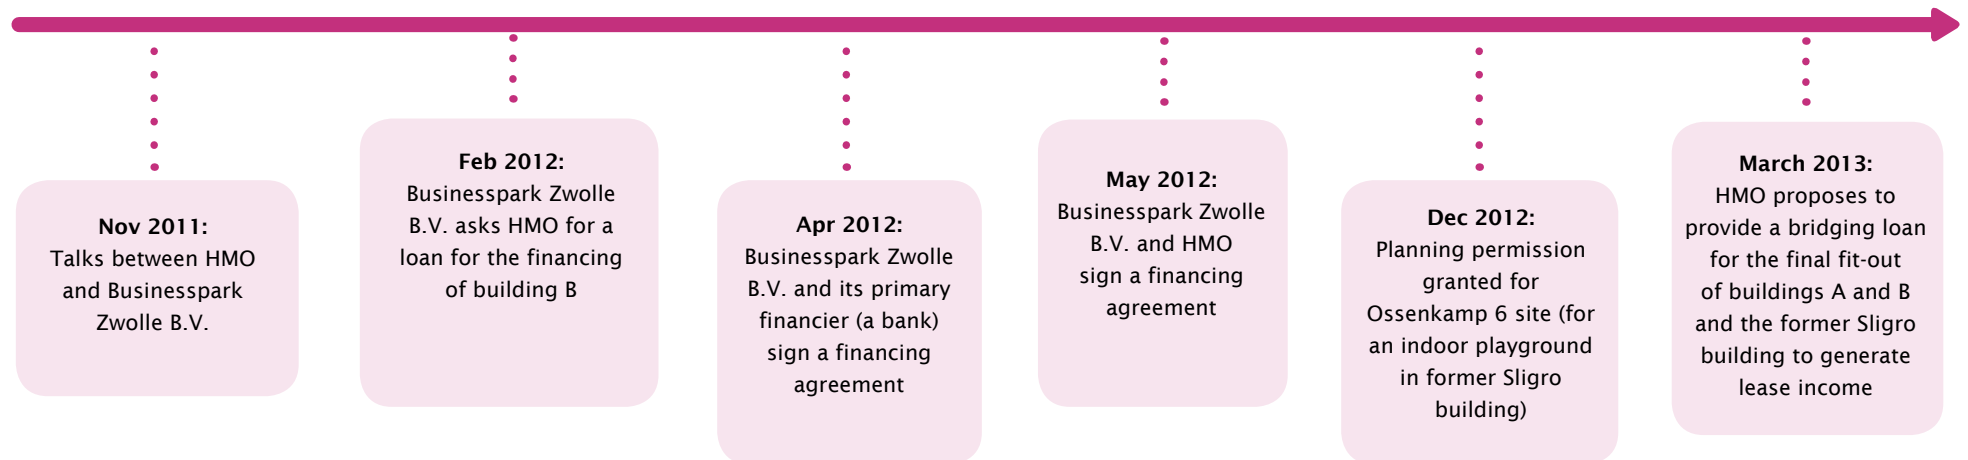 Nov 2011:
Talks between HMO
and Businesspark
Zwolle B.V.
Feb 2012:
Businesspark Zwolle
B.V. asks HMO for a
loan for the financing
of building B
Apr 2012:
Businesspark Zwolle
B.V. and its primary
financier (a bank)
sign a financing
agreement
May 2012:
Businesspark Zwolle
B.V. and HMO
sign a financing
agreement
Dec 2012:
Planning permission
granted for
Ossenkamp 6 site (for
an indoor playground
in former Sligro
building)
March 2013:
HMO proposes to
provide a bridging loan
for the final fit-out
of buildings A and B
and the former Sligro
building to generate
lease income